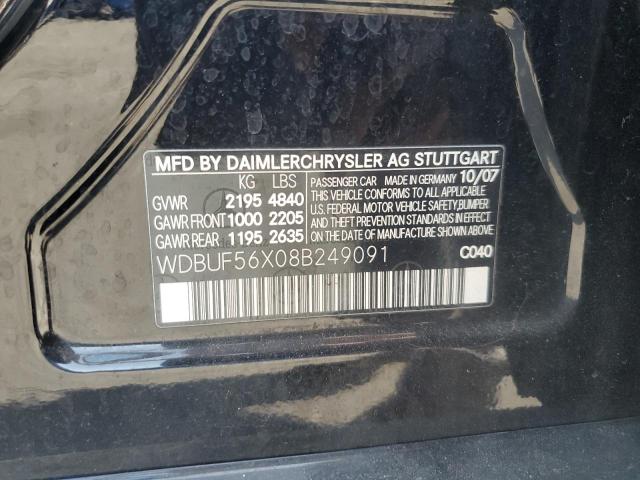 MFD BY DAIMLERCHRYSLER AG STUTTGART
KG LBS
GVWR 2195 4840
GAWR FRONT 1000 2205
GAWR REAR 1195 2635
PASSENGER CAR MADE IN GERMANY 10/07
THIS VEHICLE CONFORMS TO ALL APPLICABLE
U.S. FEDERAL MOTOR VEHICLE SAFETY,BUMPER
AND THEFT PREVENTION STANDARDS IN EFFECT
ON THE DATE OF MANUFACTURE SHOWN ABOVE
WDBUF56X08B249091 C040